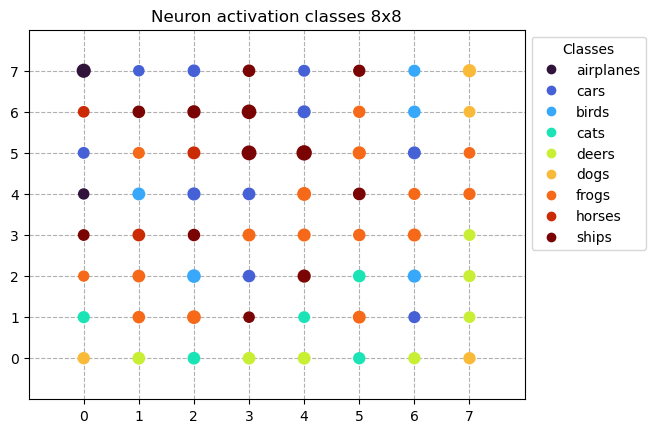 Neuron activation classes 8x8
7
6
5
4
3
2
1
0
0 1 2 3 4 5 6 7
Classes
airplanes
cars
birds
cats
deers
dogs
frogs
horses
ships